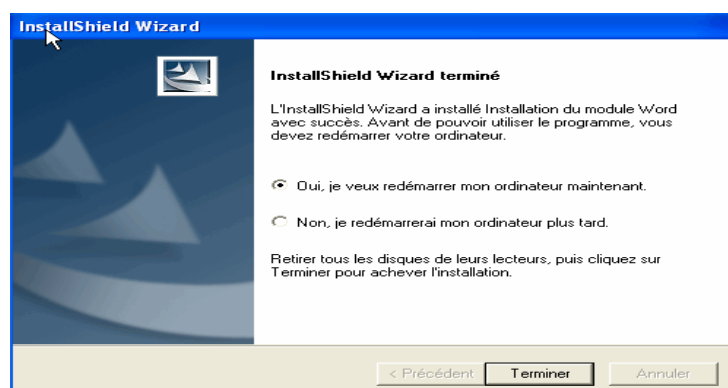 InstallShield Wizard
InstallShield Wizard terminé
L'InstallShield Wizard a installé Installation du module Word
avec succès. Avant de pouvoir utiliser le programme, vous
devez redémarrer votre ordinateur.
Oui, je veux redémarrer mon ordinateur maintenant.
Non, je redémarrerai mon ordinateur plus tard.
Retirer tous les disques de leurs lecteurs, puis cliquez sur
Terminer pour achever l'installation.
< Précédent Terminer Annuler